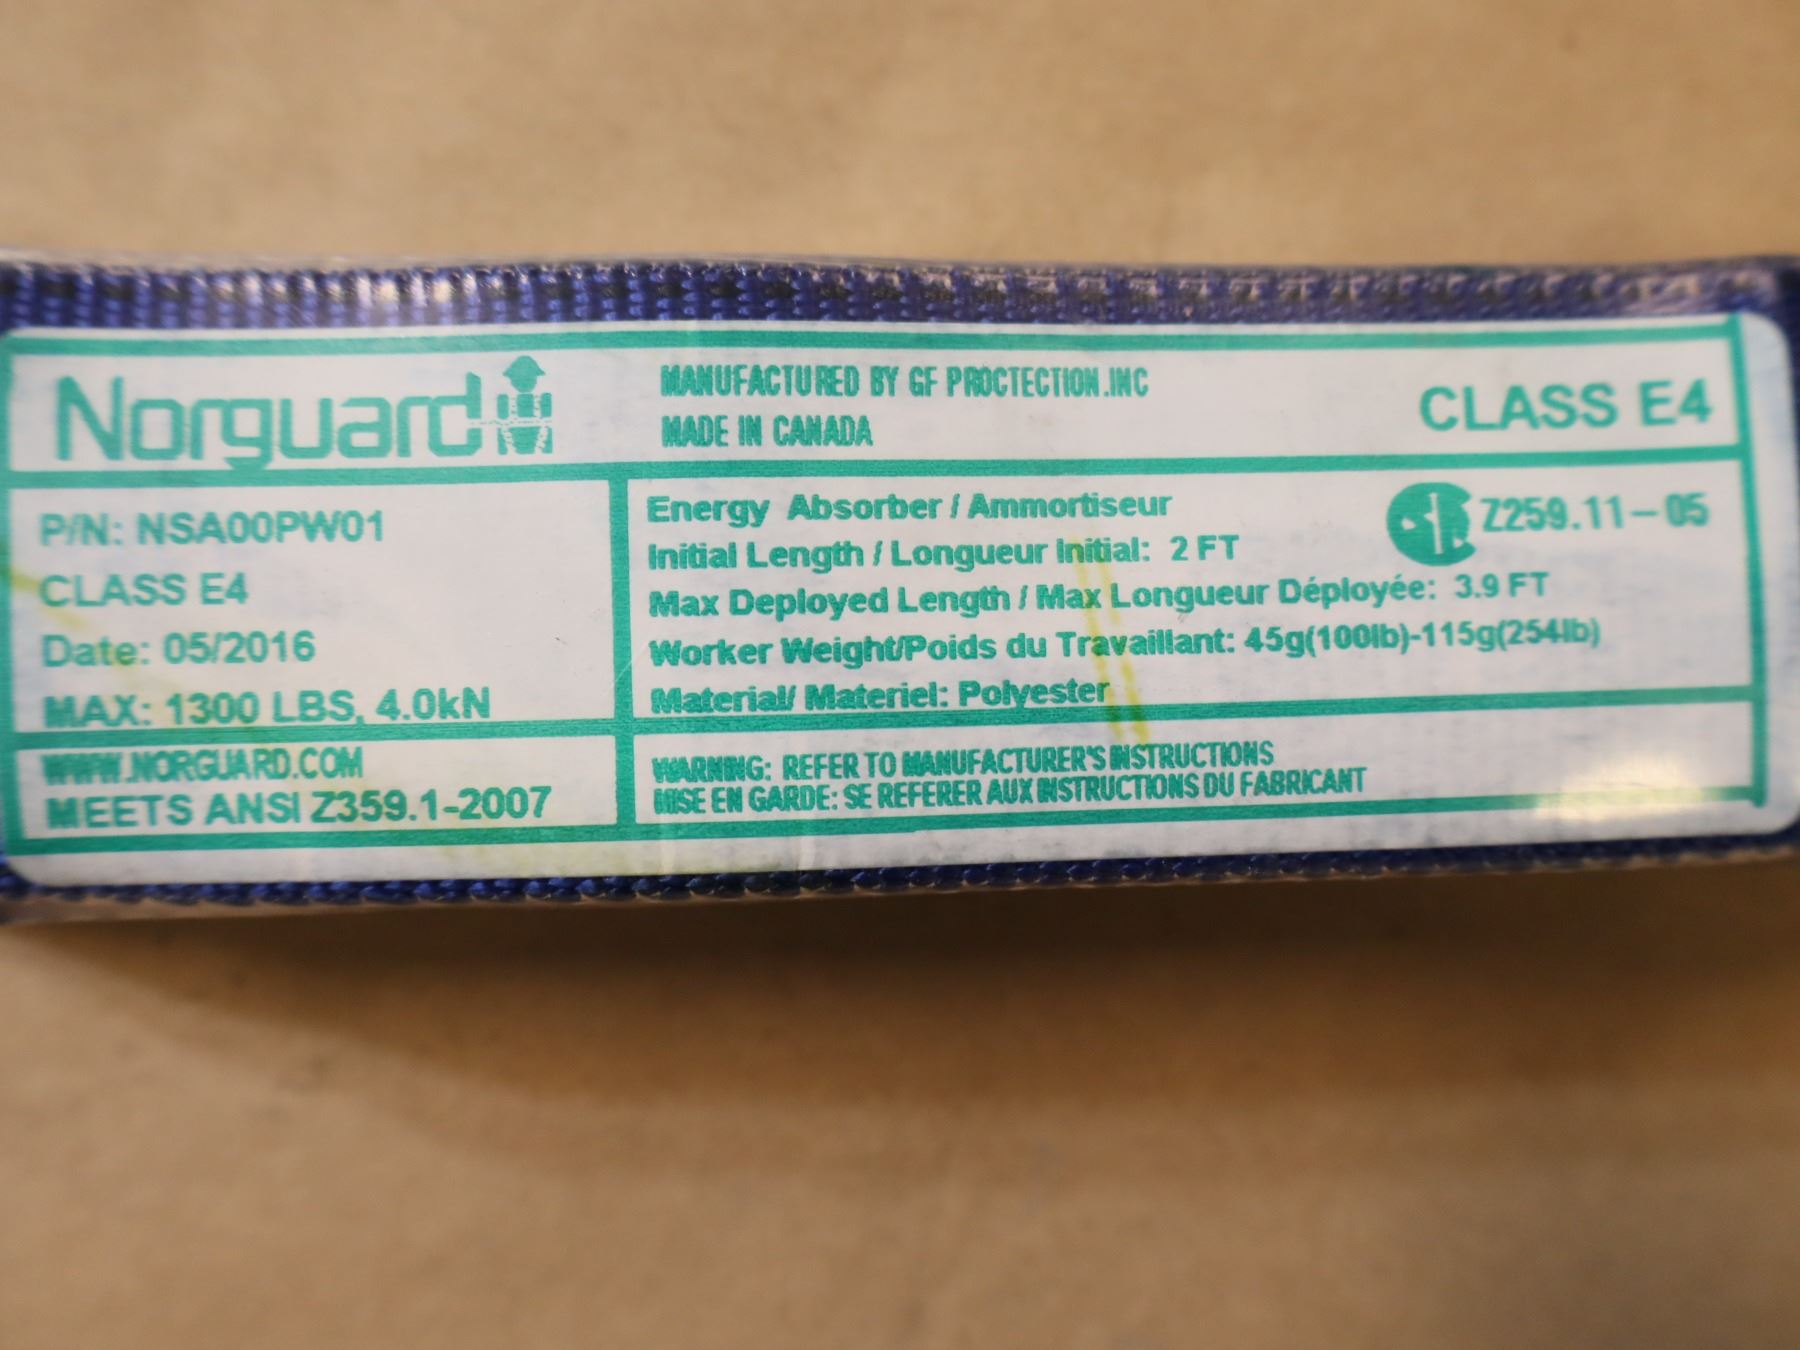 Norguard
MANUFACTURED BY GF PROCTECTION.INC
MADE IN CANADA
CLASS E4
P/N: NSA00PW01
CLASS E4
Date: 05/2016
MAX: 1300 LBS, 4.0kN
WWW.NORGUARD.COM
MEETS ANSI Z359.1-2007
Energy Absorber / Ammortiseur
Z259.11-05
Initial Length / Longueur Initial: 2 FT
Max Deployed Length / Max Longueur Déployée: 3.9 FT
Worker Weight/Poids du Travaillant: 45g(100lb)-115g(254lb)
Material/ Materiel: Polyester
WARNING: REFER TO MANUFACTURER'S INSTRUCTIONS
MISE EN GARDE: SE REFERER AUX INSTRUCTIONS DU FABRICANT